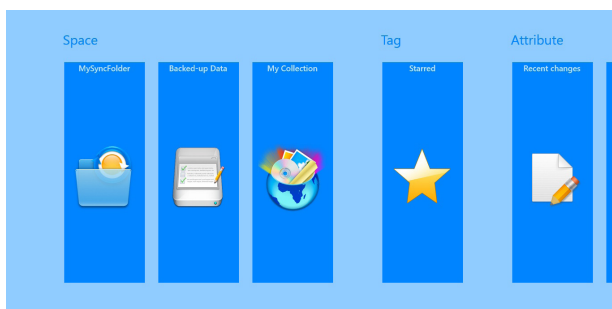 Space
Tag
Attribute
MySyncFolder
Backed-up Data
My Collection
Starred
Recent changes